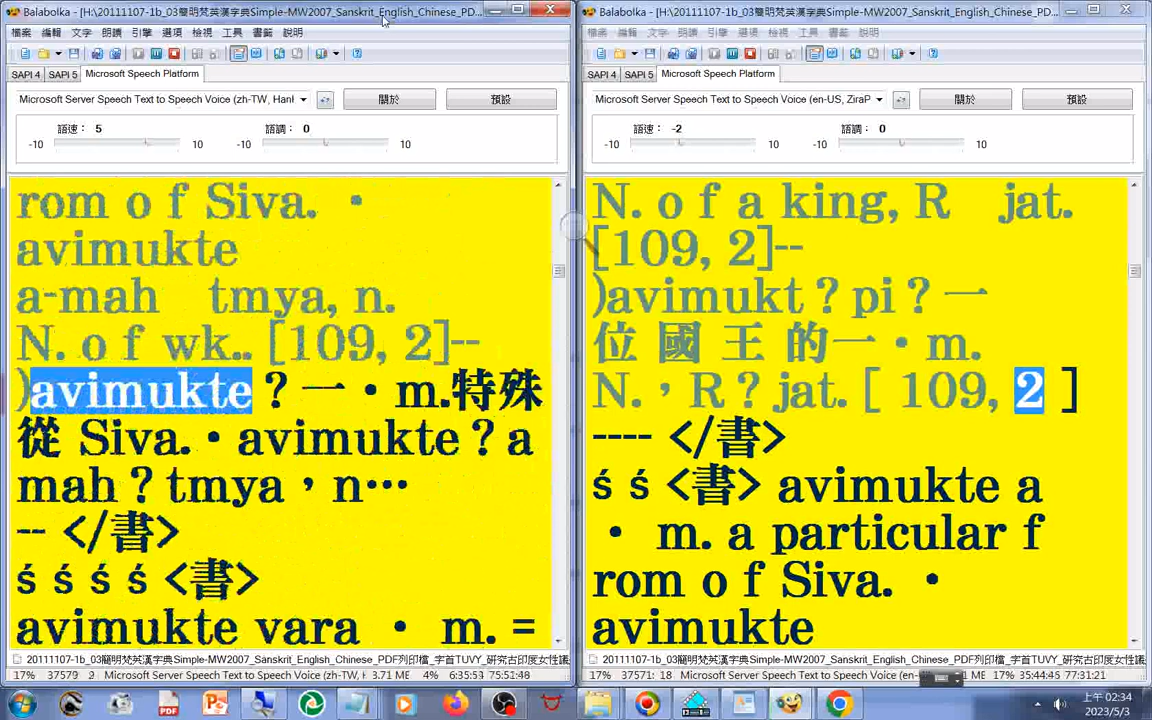 Balabolka - [H:\20111107-1b_03簡明梵英漢字典Simple-MW2007_Sanskrit_English_Chinese_PD...
檔案 編輯 文字 朗讀 引擎 選項 檢視 工具 書籤 說明
SAPI 4 SAPI 5 Microsoft Speech Platform
Microsoft Server Speech Text to Speech Voice (zh-TW, Hanl
關於
預設
語速： 5
語調： 0
-10 10 -10 10
rom o f Siva. •
avimukte
a-mah tmya, n.
N. o f wk.. [109, 2]--
)avimukte？一•m.特殊
從 Siva.•avimukte？a
mah？tmya，n…
-- </書>
ś ś ś ś <書>
avimukte vara • m. =
20111107-1b_03簡明梵英漢字典Simple-MW2007_Sanskrit_English_Chinese_PDF列印檔_字首TUVY_研究古印度女性議
17% 37579 2 Microsoft Server Speech Text to Speech Voice (zh-TW, H 3.71 ME 4% 6:35:53 75:51:48
Balabolka - [H:\20111107-1b_03簡明梵英漢字典Simple-MW2007_Sanskrit_English_Chinese_PD...
檔案 編輯 文字 朗讀 引擎 選項 檢視 工具 書籤 說明
SAPI 4 SAPI 5 Microsoft Speech Platform
Microsoft Server Speech Text to Speech Voice (en-US, ZiraP
關於
預設
語速： -2
語調： 0
-10 10 -10 10
N. o f a king, R jat.
[109, 2]--
)avimukt？pi？一
位 國 王 的一•m.
N.，R？jat. [ 109, 2 ]
---- </書>
ś ś <書> avimukte a
• m. a particular f
rom o f Siva. •
avimukte
20111107-1b_03簡明梵英漢字典Simple-MW2007_Sanskrit_English_Chinese_PDF列印檔_字首TUVY_研究古印度女性議
17% 37571: 18 Microsoft Server Speech Text to Speech Voice 17% 35:44:45 77:31:21
上午 02:34
2023/5/3